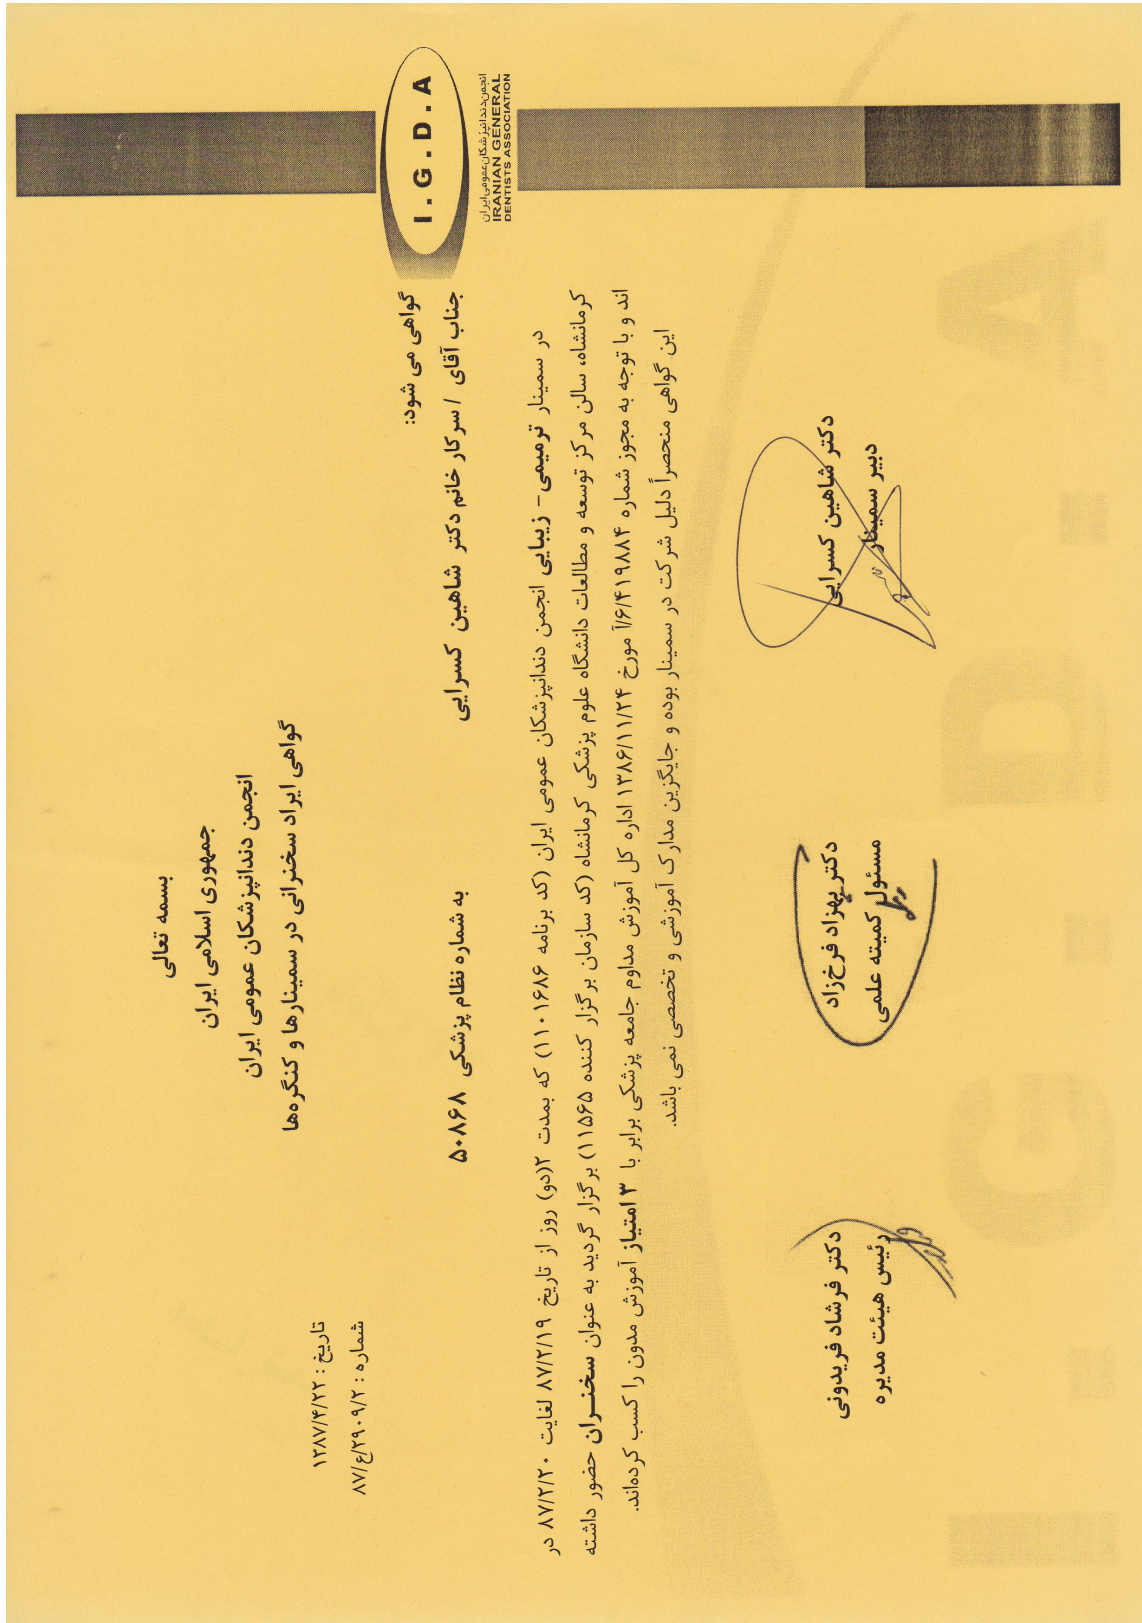 I.G.D.A
انجمن دندانپزشکان عمومی ایران
IRANIAN GENERAL
DENTISTS ASSOCIATION
بسمه تعالی
جمهوری اسلامی ایران
انجمن دندانپزشکان عمومی ایران
گواهی ایراد سخنرانی در سمینارها و کنگره‌ها
تاریخ : ۱۳۸۷/۴/۲۲
شماره : ۸۷/ع/۲۹۰۹/۲
گواهی می شود:
جناب آقای / سرکار خانم دکتر شاهین کسرایی به شماره نظام پزشکی ۵۰۸۶۸
در سمینار ترمیمی- زیبایی انجمن دندانپزشکان عمومی ایران (کد برنامه ۱۱۰۱۶۸۶) که بمدت ۲(دو) روز از تاریخ ۸۷/۲/۱۹ لغایت ۸۷/۲/۲۰ در
کرمانشاه، سالن مرکز توسعه و مطالعات دانشگاه علوم پزشکی کرمانشاه (کد سازمان برگزار کننده ۱۱۵۶۵) برگزار گردید به عنوان سخنران حضور داشته
اند و با توجه به مجوز شماره ۶/۴۱۹۸۸۴/آ مورخ ۱۳۸۶/۱۱/۲۴ اداره کل آموزش مداوم جامعه پزشکی برابر با ۳ امتیاز آموزش مدون را کسب کرده‌اند.
این گواهی منحصراً دلیل شرکت در سمینار بوده و جایگزین مدارک آموزشی و تخصصی نمی باشد.
دکتر شاهین کسرایی
دبیر سمینار
دکتر بهزاد فرخ‌زاد
مسئول کمیته علمی
دکتر فرشاد فریدونی
رئیس هیئت مدیره
I.G.D.A